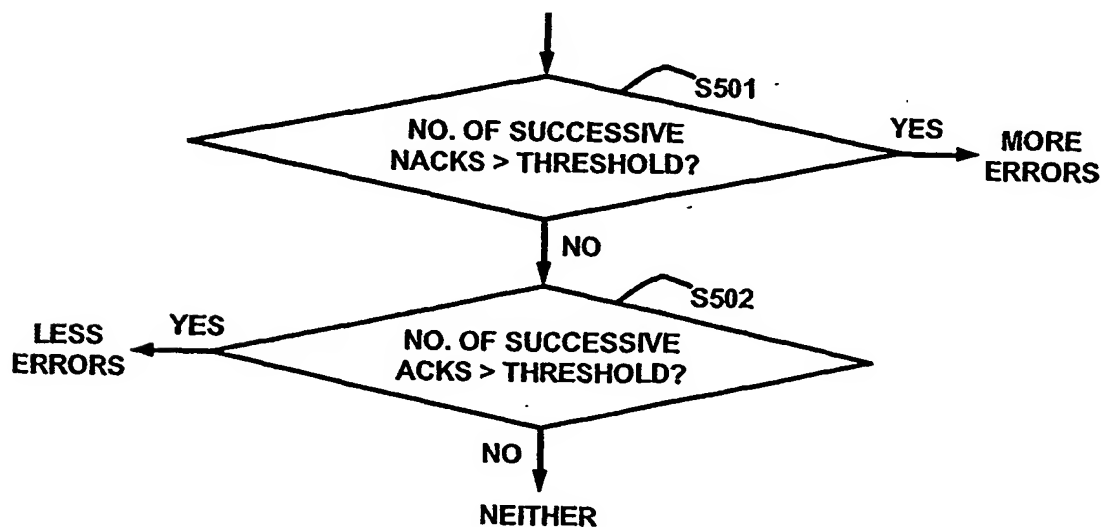 S501
NO. OF SUCCESSIVE
NACKS > THRESHOLD?
YES
MORE
ERRORS
NO
S502
LESS
ERRORS
YES
NO. OF SUCCESSIVE
ACKS > THRESHOLD?
NO
NEITHER